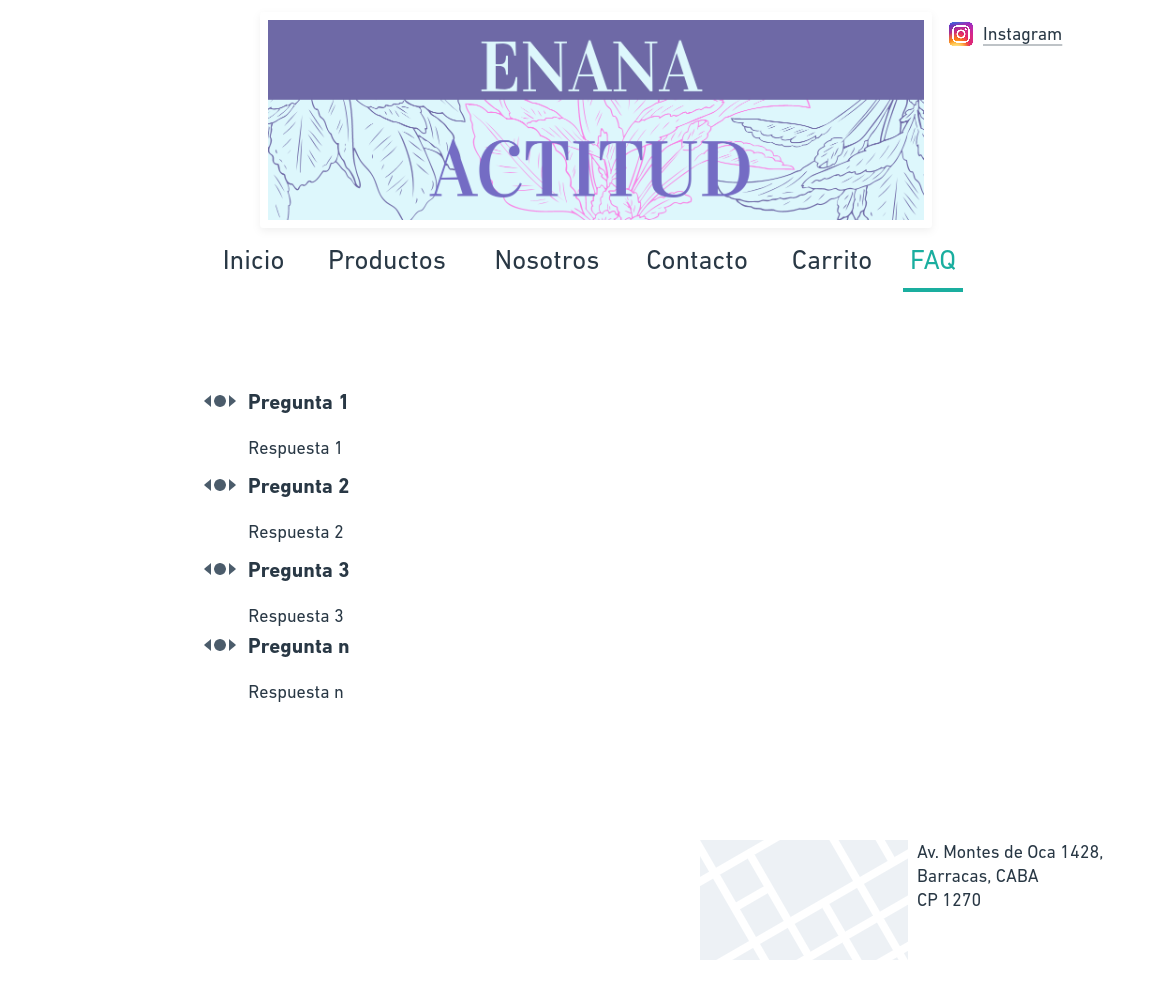 ENANA
ACTITUD
Instagram
Inicio Productos Nosotros Contacto Carrito FAQ
Pregunta 1
Respuesta 1
Pregunta 2
Respuesta 2
Pregunta 3
Respuesta 3
Pregunta n
Respuesta n
Av. Montes de Oca 1428,
Barracas, CABA
CP 1270